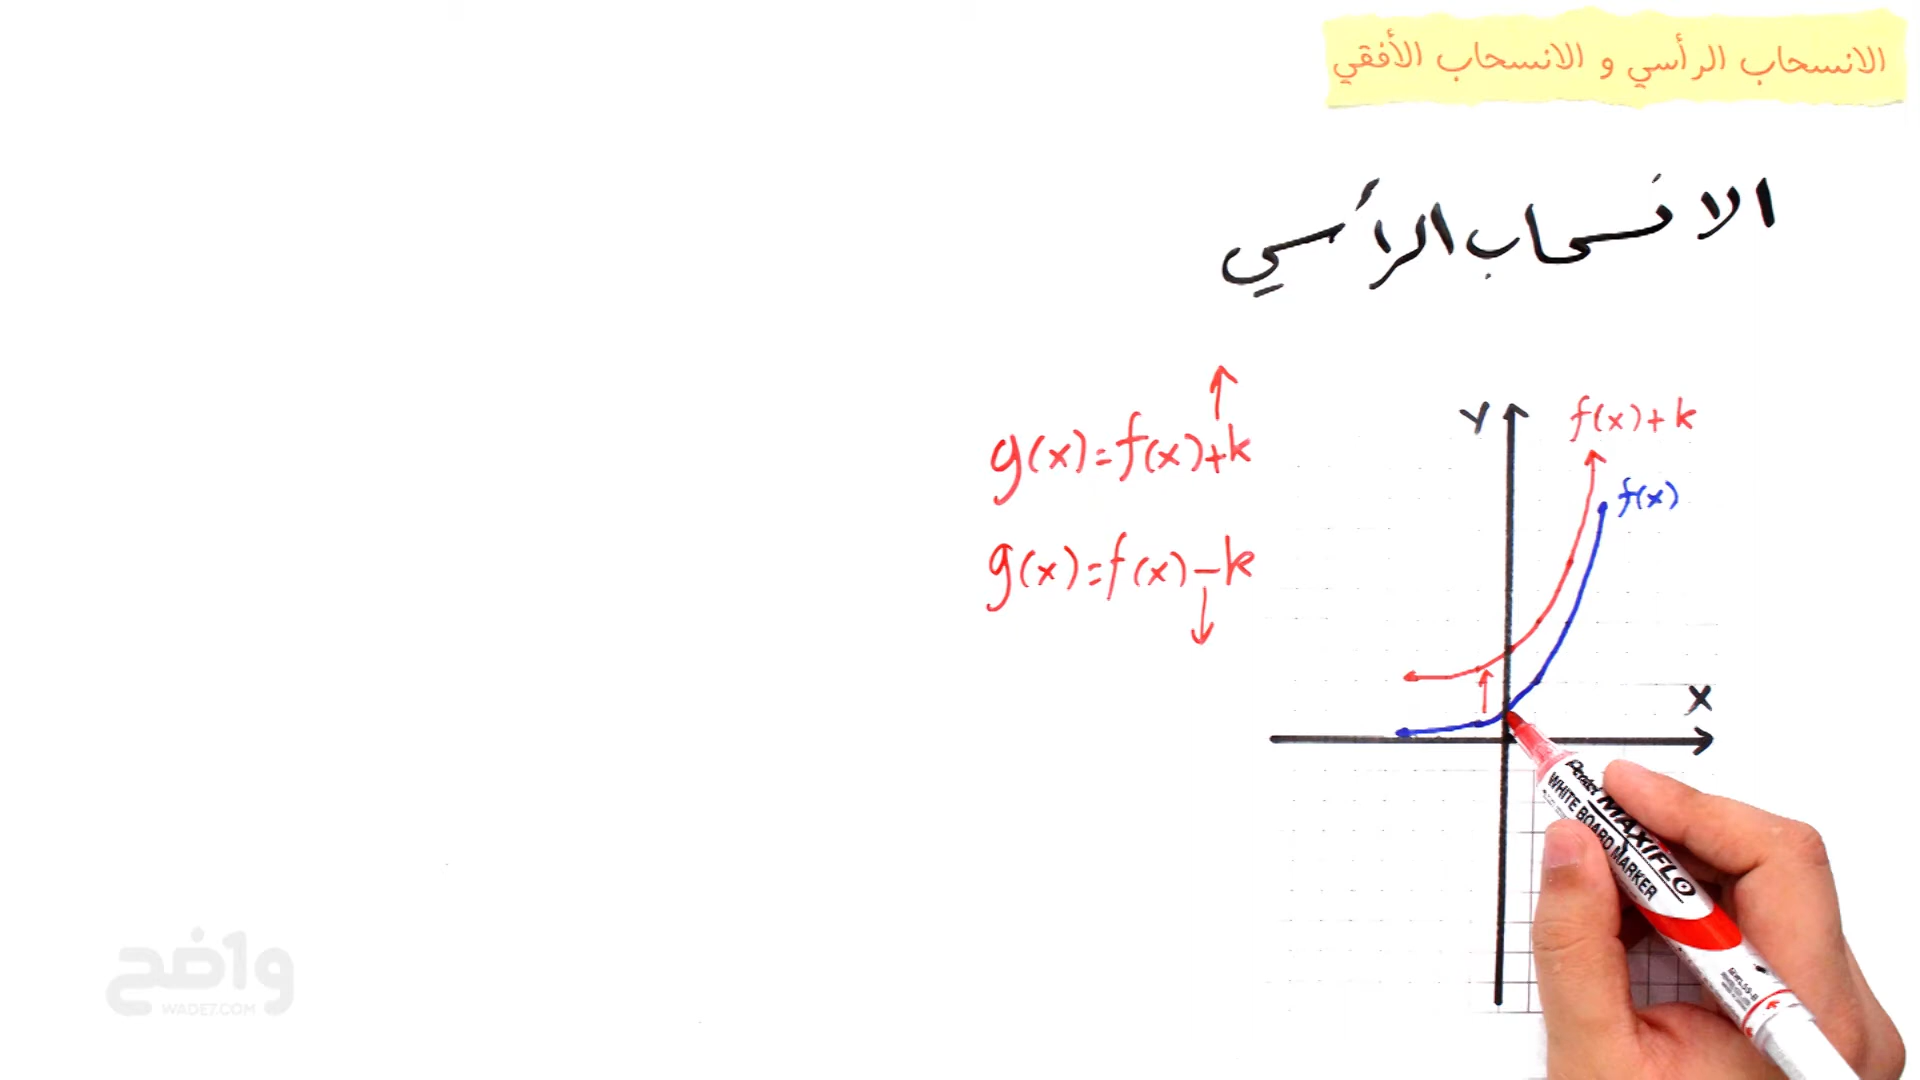 الانسحاب الرأسي و الانسحاب الأفقي
الانسحاب الرأسي
g(x)=f(x)+k
g(x)=f(x)-k
y
f(x)+k
f(x)
x
Pentel
MAXIFLO
WHITE BOARD MARKER
واضح
WADE7.COM